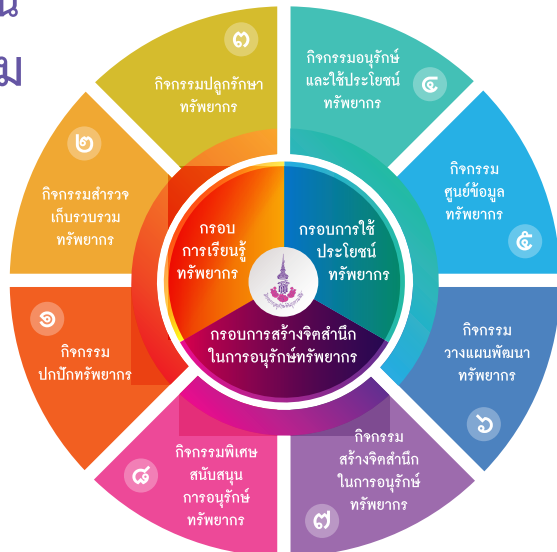 น
ม
๑
กิจกรรม
ปกปักทรัพยากร
๒
กิจกรรมสำรวจ
เก็บรวบรวม
ทรัพยากร
๓
กิจกรรมปลูกรักษา
ทรัพยากร
๔
กิจกรรมอนุรักษ์
และใช้ประโยชน์
ทรัพยากร
๕
กิจกรรม
ศูนย์ข้อมูล
ทรัพยากร
๖
กิจกรรม
วางแผนพัฒนา
ทรัพยากร
๗
กิจกรรม
สร้างจิตสำนึก
ในการอนุรักษ์
ทรัพยากร
๘
กิจกรรมพิเศษ
สนับสนุน
การอนุรักษ์
ทรัพยากร
กรอบ
การเรียนรู้
ทรัพยากร
กรอบการใช้
ประโยชน์
ทรัพยากร
กรอบการสร้างจิตสำนึก
ในการอนุรักษ์ทรัพยากร